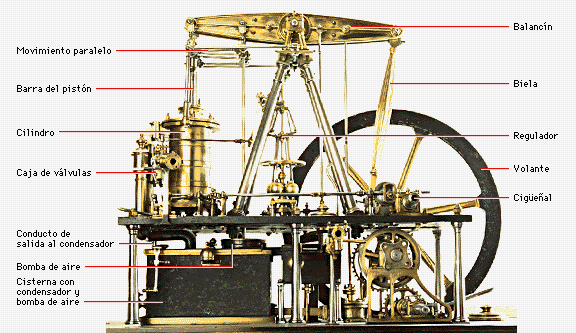 Movimiento paralelo
Barra del pistón
Cilindro
Caja de válvulas
Conducto de
salida al condensador
Bomba de aire
Cisterna con
condensador y
bomba de aire
Balancín
Biela
Regulador
Volante
Cigüeñal